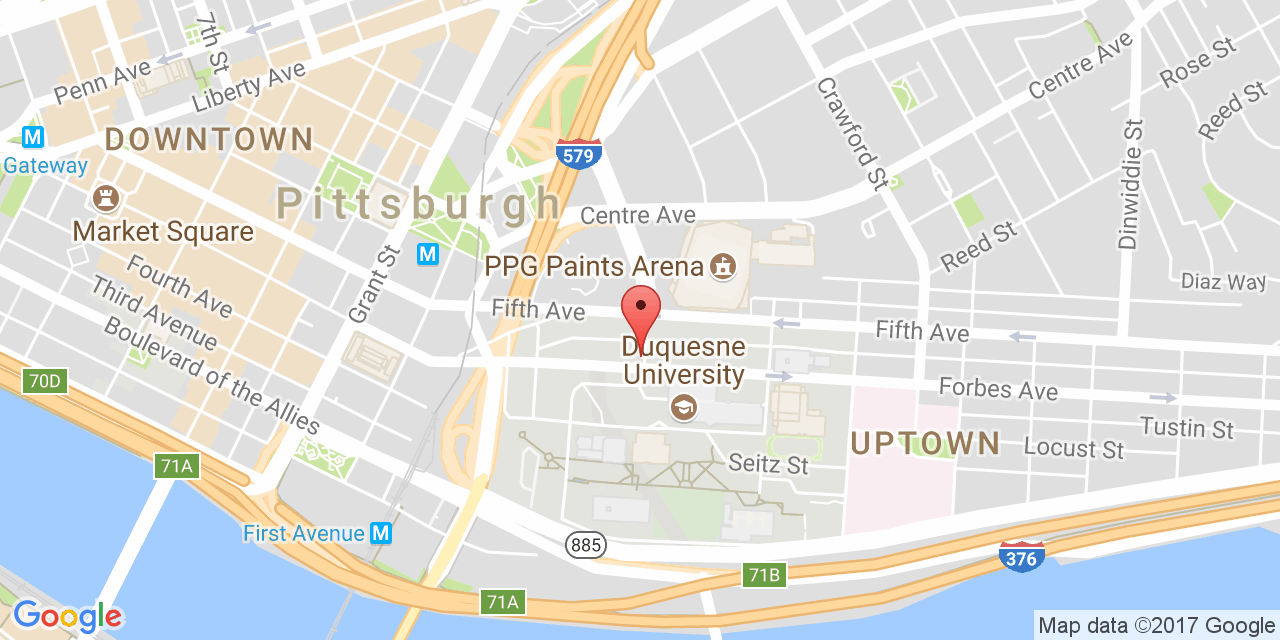 7th St
Penn Ave
Liberty Ave
Centre Ave
Rose St
Reed St
Crawford St
M
Gateway
DOWNTOWN
579
Dinwiddie St
Pittsburgh
Centre Ave
Market Square
M
Grant St
PPG Paints Arena
Reed St
Diaz Way
Fourth Ave
Third Avenue
Boulevard of the Allies
Fifth Ave
Fifth Ave
Duquesne
University
Forbes Ave
70D
Tustin St
UPTOWN
Locust St
71A
Seitz St
First Avenue M
885
376
71B
71A
Google
Map data ©2017 Google